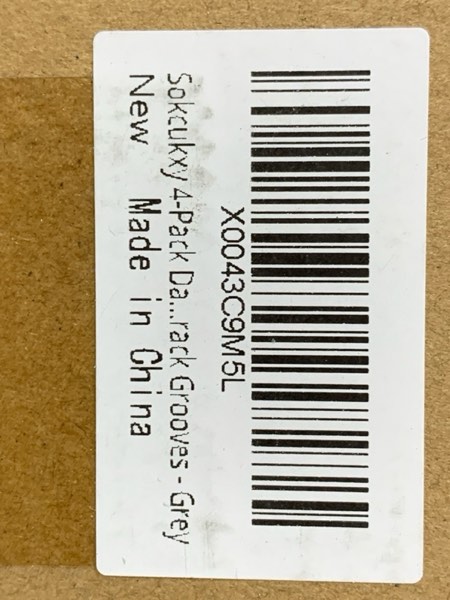 X0043C9M5L
Sokcukxy 4-Pack Da...rack Grooves - Grey
New Made in China